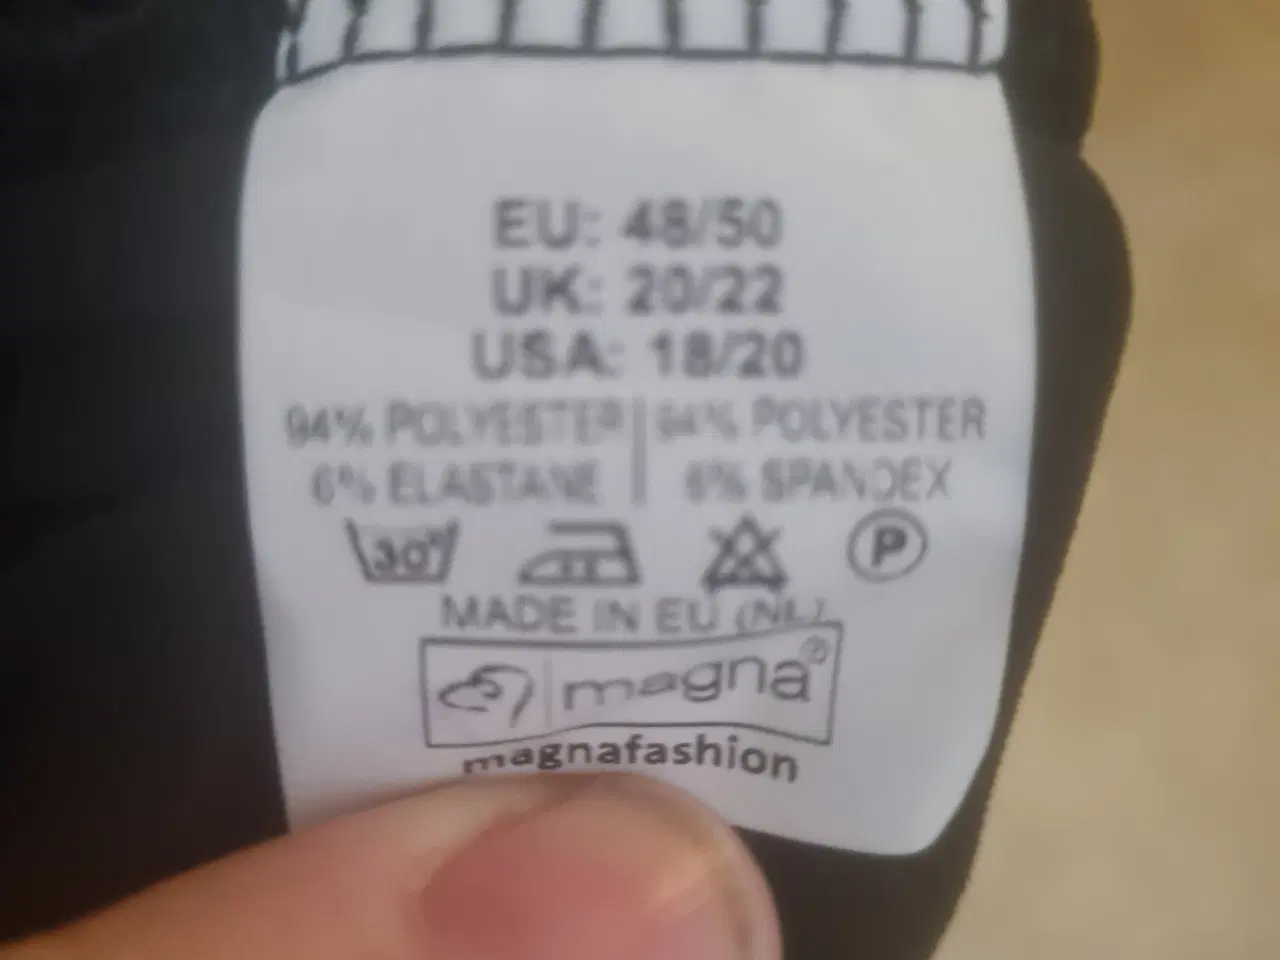 EU: 48/50
UK: 20/22
USA: 18/20
94% POLYESTER | 94% POLYESTER
6% ELASTANE | 6% SPANDEX
30°
P
MADE IN EU (NL)
magna®
magnafashion